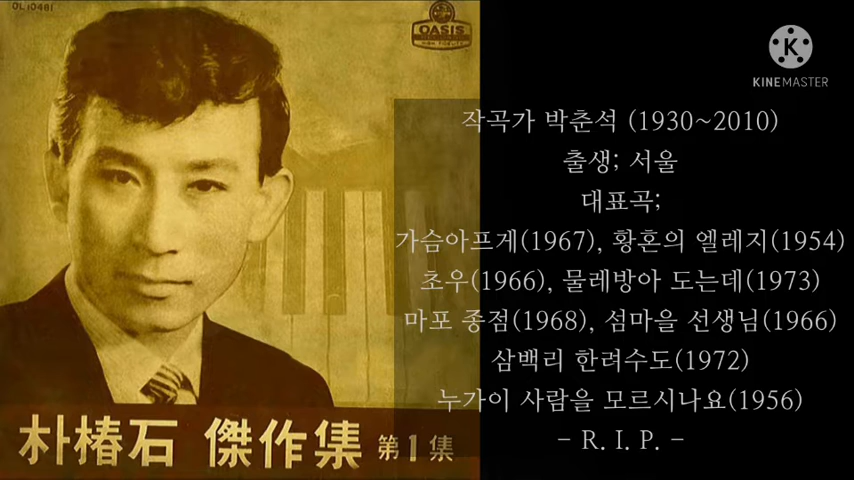 OL 10481
OASIS
HIGH FIDELITY
KINEMASTER
작곡가 박춘석 (1930~2010)
출생; 서울
대표곡;
가슴아프게(1967), 황혼의 엘레지(1954)
초우(1966), 물레방아 도는데(1973)
마포 종점(1968), 섬마을 선생님(1966)
삼백리 한려수도(1972)
누가이 사람을 모르시나요(1956)
- R. I. P. -
朴椿石 傑作集 第1集